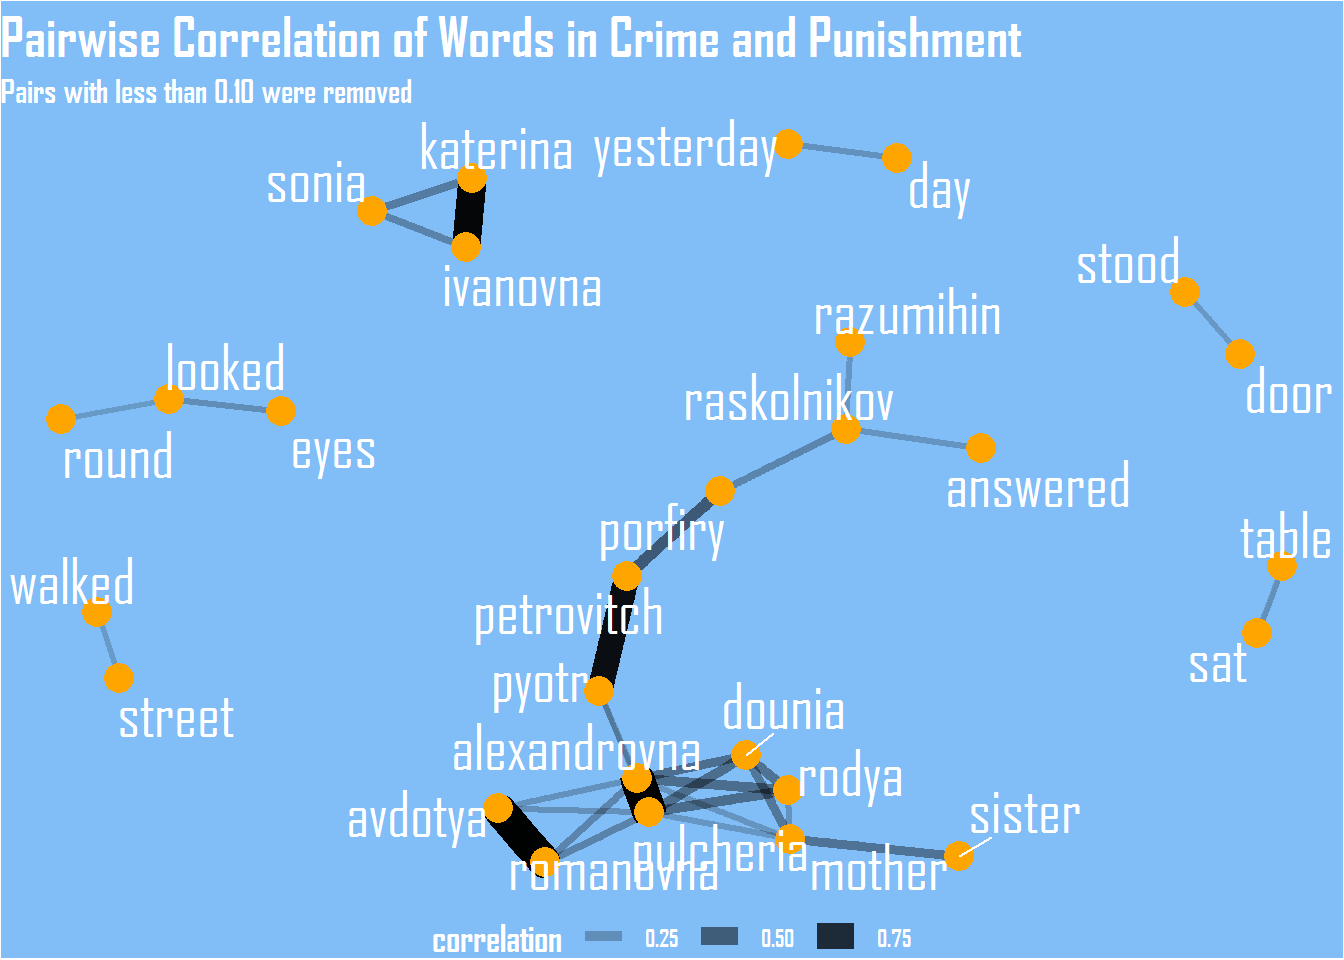 Pairwise Correlation of Words in Crime and Punishment
Pairs with less than 0.10 were removed
katerina
yesterday
sonia
day
stood
ivanovna
razumihin
looked
door
raskolnikov
round
eyes
answered
porfiry
table
walked
petrovitch
sat
pyotr
street
dounia
alexandrovna
rodya
avdotya
sister
pulcheria
romanovna
mother
correlation 0.25 0.50 0.75